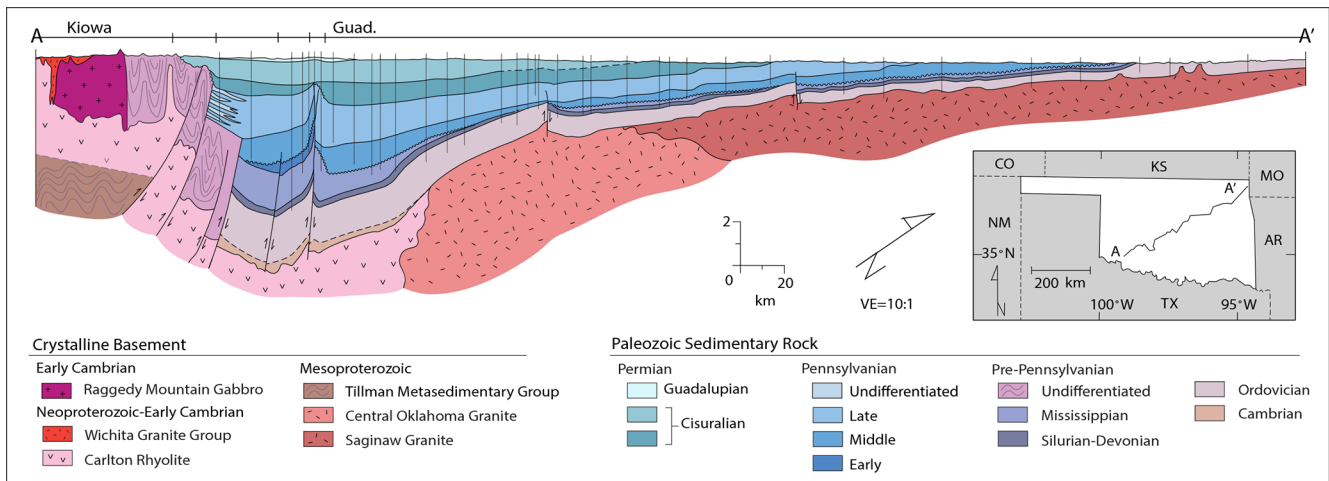 Kiowa Guad.
A A'
2
0
0 20
km
VE=10:1
CO KS MO
A'
NM AR
35°N
A
200 km
N
TX
100°W 95°W
Crystalline Basement
Early Cambrian
Raggedy Mountain Gabbro
Neoproterozoic-Early Cambrian
Wichita Granite Group
Carlton Rhyolite
Mesoproterozoic
Tillman Metasedimentary Group
Central Oklahoma Granite
Saginaw Granite
Paleozoic Sedimentary Rock
Permian
Guadalupian
Cisuralian
Pennsylvanian
Undifferentiated
Late
Middle
Early
Pre-Pennsylvanian
Undifferentiated
Mississippian
Silurian-Devonian
Ordovician
Cambrian